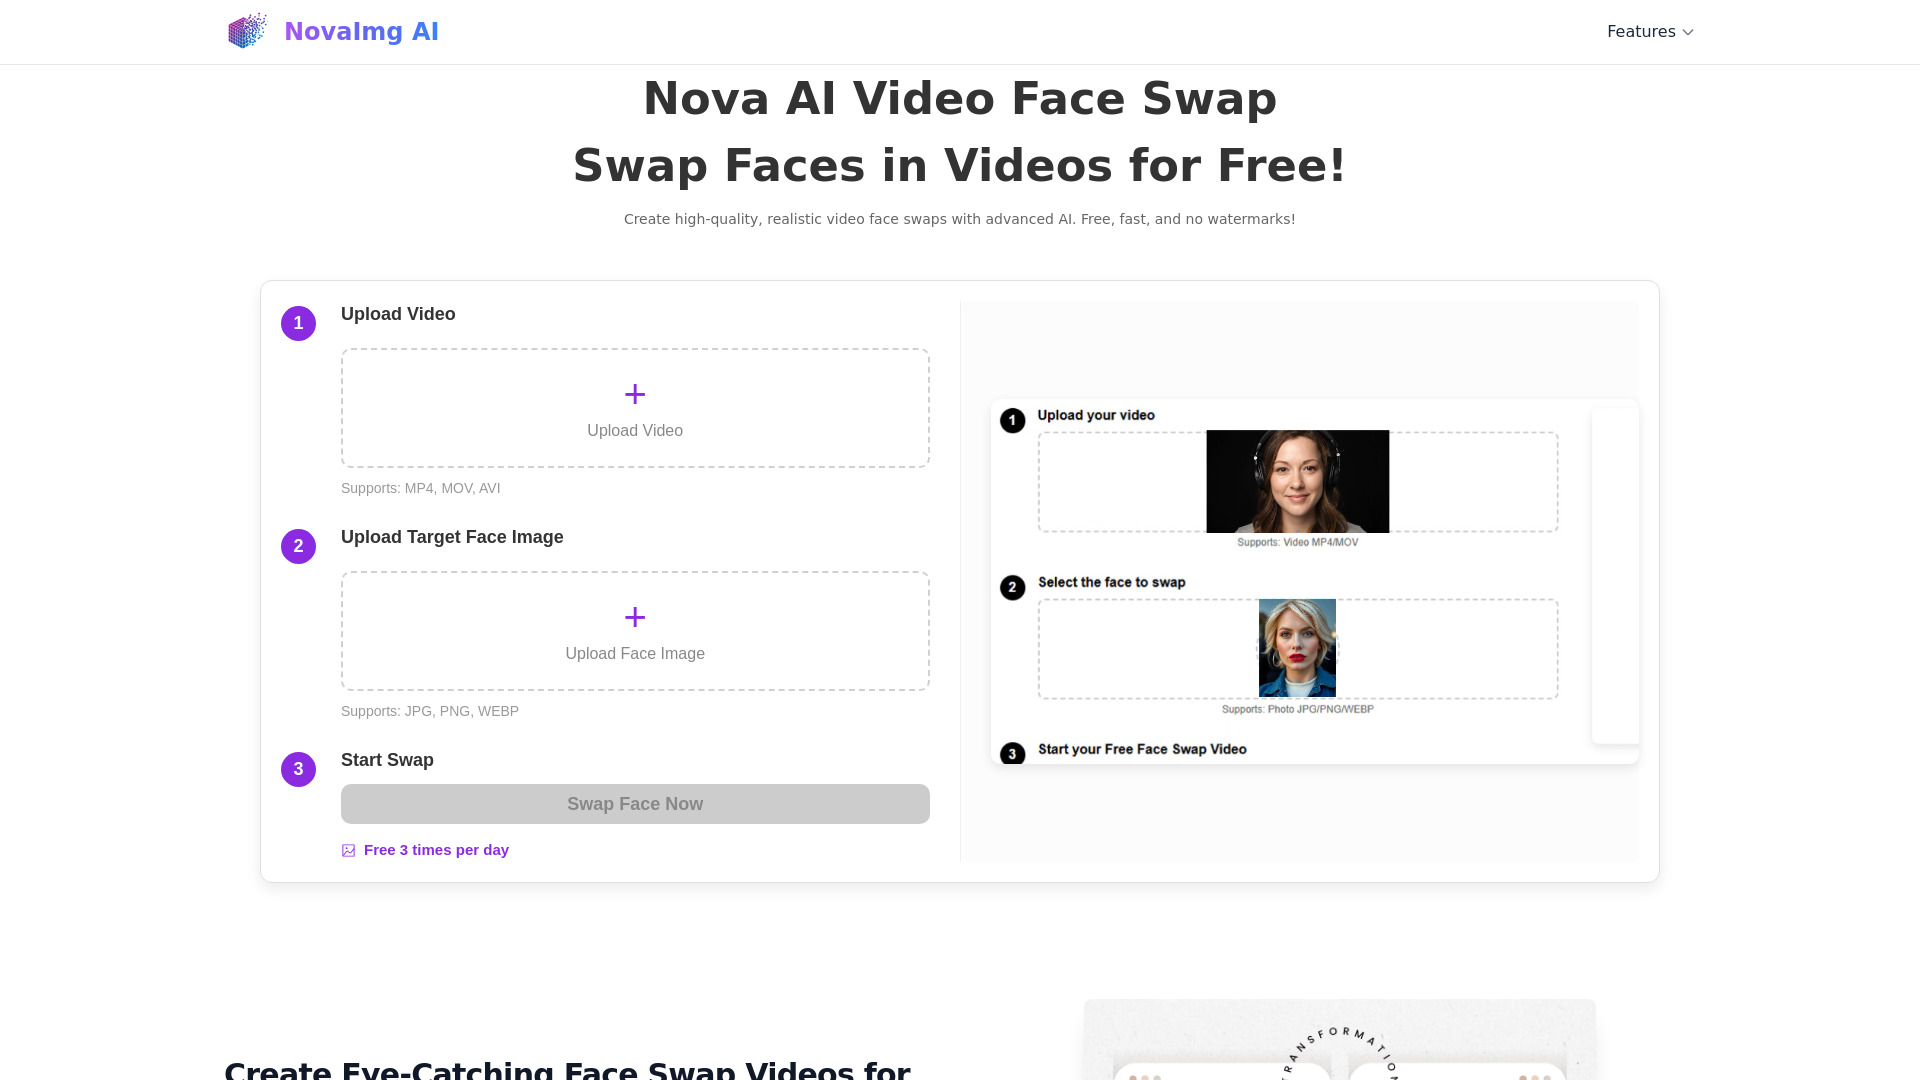 NovaImg AI
Features
Nova AI Video Face Swap
Swap Faces in Videos for Free!
Create high-quality, realistic video face swaps with advanced AI. Free, fast, and no watermarks!
1
Upload Video
+
Upload Video
Supports: MP4, MOV, AVI
2
Upload Target Face Image
+
Upload Face Image
Supports: JPG, PNG, WEBP
3
Start Swap
Swap Face Now
Free 3 times per day
1
Upload your video
Supports: Video MP4/MOV
2
Select the face to swap
Supports: Photo JPG/PNG/WEBP
3
Start your Free Face Swap Video
Create Eye-Catching Face Swap Videos for
TRANSFORMATION